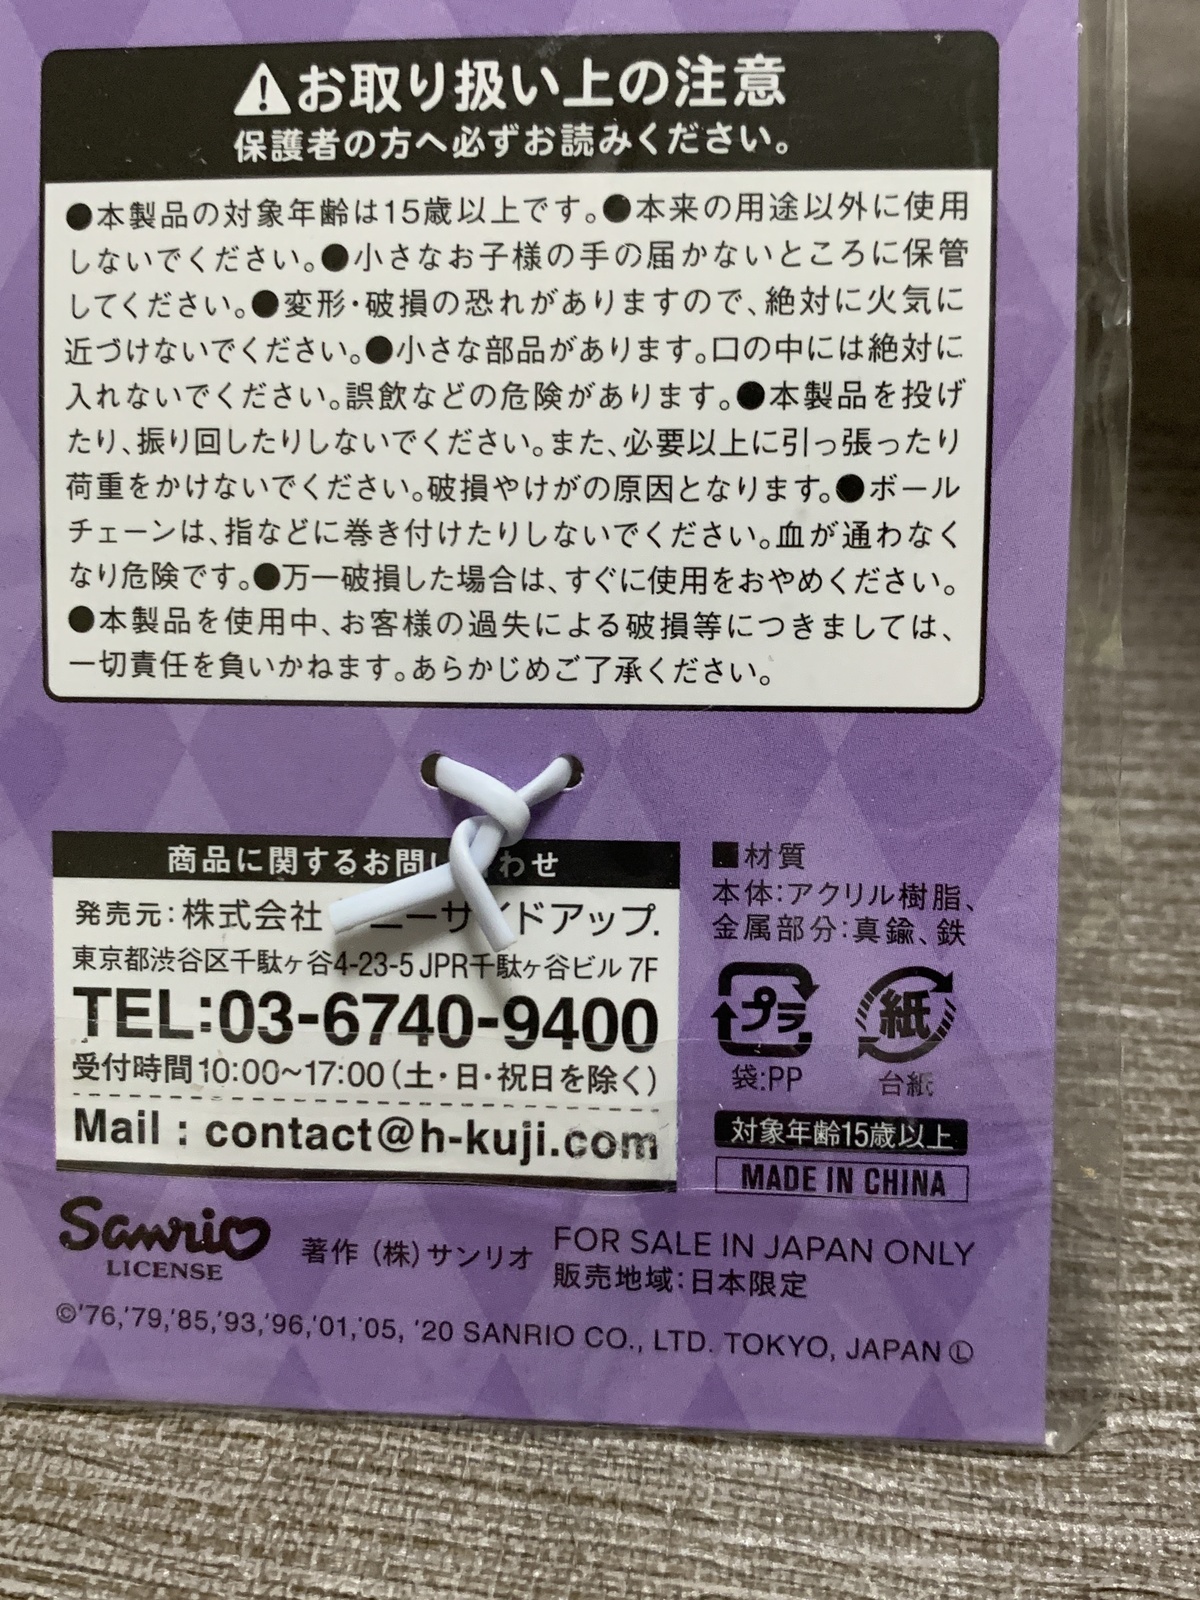 ⚠お取り扱い上の注意
保護者の方へ必ずお読みください。
●本製品の対象年齢は15歳以上です。●本来の用途以外に使用
しないでください。●小さなお子様の手の届かないところに保管
してください。●変形・破損の恐れがありますので、絶対に火気に
近づけないでください。●小さな部品があります。口の中には絶対に
入れないでください。誤飲などの危険があります。●本製品を投げ
たり、振り回したりしないでください。また、必要以上に引っ張ったり
荷重をかけないでください。破損やけがの原因となります。●ボール
チェーンは、指などに巻き付けたりしないでください。血が通わなく
なり危険です。●万一破損した場合は、すぐに使用をおやめください。
●本製品を使用中、お客様の過失による破損等につきましては、
一切責任を負いかねます。あらかじめご了承ください。
商品に関するお問い わせ
発売元:株式会社 ーサイドアップ.
東京都渋谷区千駄ヶ谷4-23-5 JPR千駄ヶ谷ビル 7F
TEL:03-6740-9400
受付時間10:00~17:00(土・日・祝日を除く)
Mail : contact@h-kuji.com
■材質
本体:アクリル樹脂、
金属部分:真鍮、鉄
プラ 紙
袋:PP 台紙
対象年齢15歳以上
MADE IN CHINA
Sanrio
LICENSE
著作 (株) サンリオ
FOR SALE IN JAPAN ONLY
販売地域:日本限定
©'76,'79,'85,'93,'96,'01,'05, '20 SANRIO CO., LTD. TOKYO, JAPAN Ⓛ